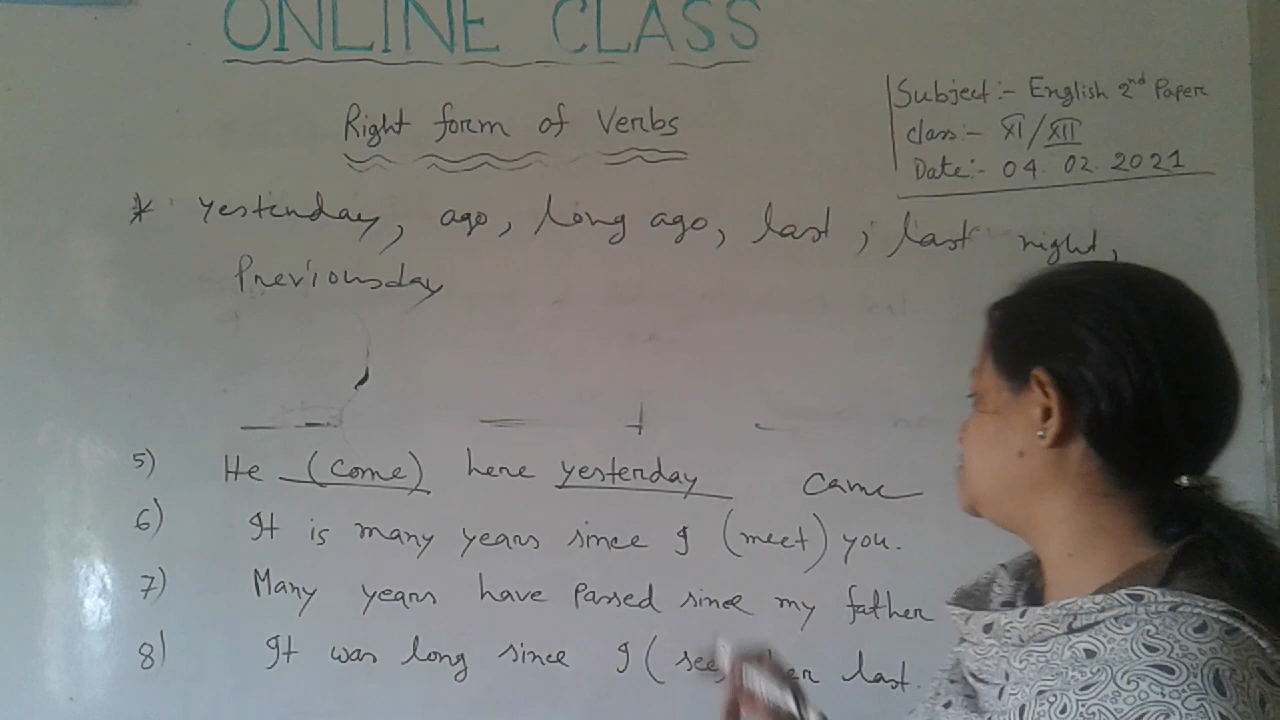 ONLINE CLASS
Subject:- English 2nd Paper
class:- XI/XII
Date:- 04.02.2021
Right form of Verbs
* yesterday, ago, long ago, last, last night,
Previousday
5) He (come) here yesterday came
6) It is many years since I (meet) you.
7) Many years have passed since my father
8) It was long since I (see) her last.